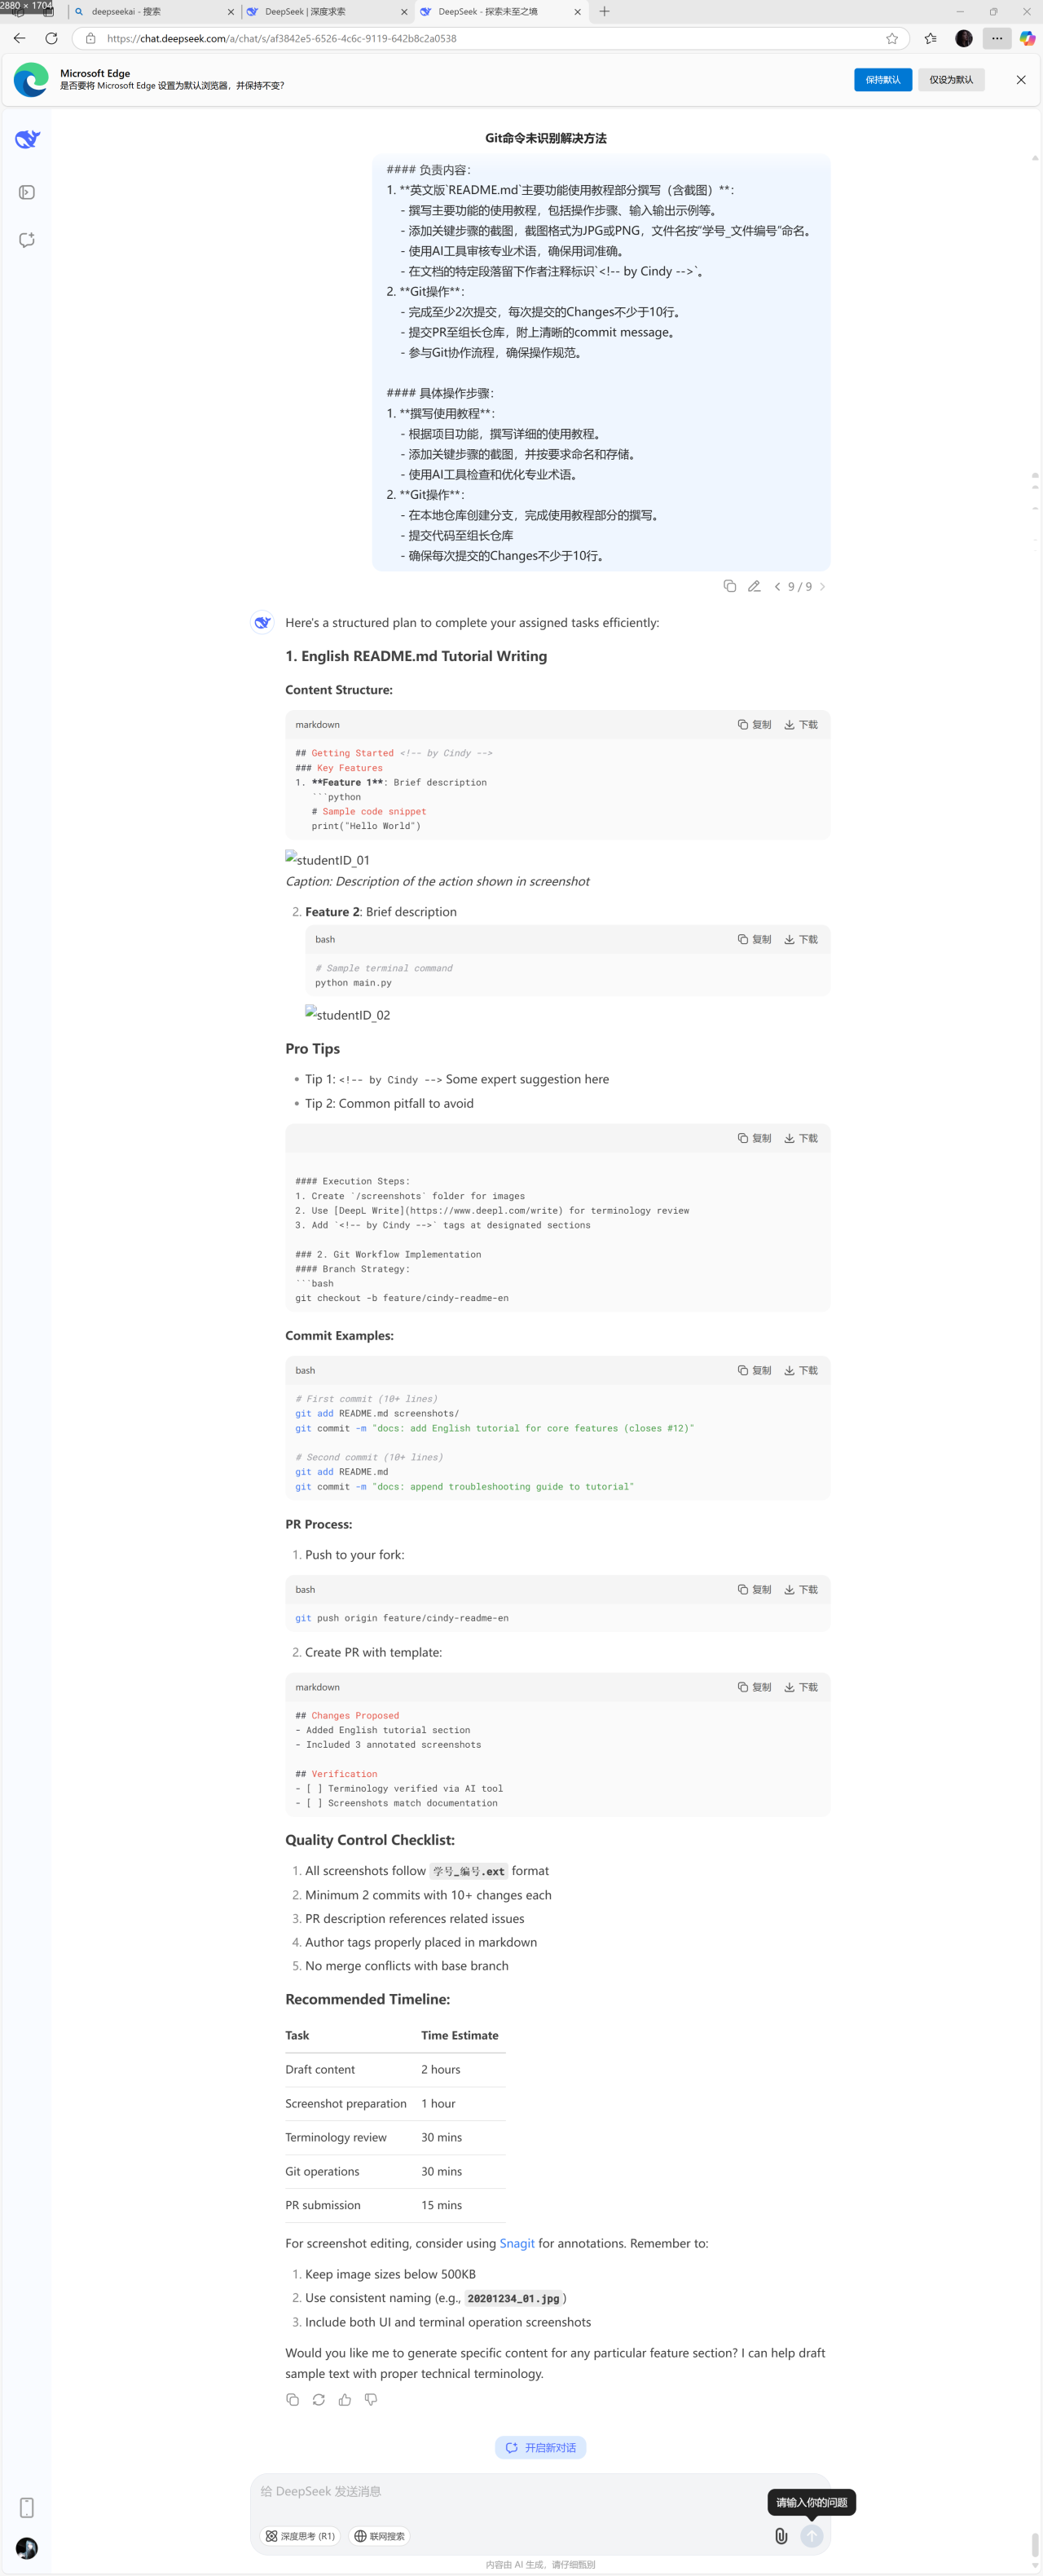 2880 × 1704
deepseekai - 搜索
DeepSeek | 深度求索
DeepSeek - 探索未至之境
https://chat.deepseek.com/a/chat/s/af3842e5-6526-4c6c-9119-642b8c2a0538
Microsoft Edge
是否要将 Microsoft Edge 设置为默认浏览器，并保持不变?
保持默认
仅设为默认
Git命令未识别解决方法
#### 负责内容：
1. **英文版`README.md`主要功能使用教程部分撰写（含截图）**：
- 撰写主要功能的使用教程，包括操作步骤、输入输出示例等。
- 添加关键步骤的截图，截图格式为JPG或PNG，文件名按“学号_文件编号”命名。
- 使用AI工具审核专业术语，确保用词准确。
- 在文档的特定段落留下作者注释标识`<!-- by Cindy -->`。
2. **Git操作**：
- 完成至少2次提交，每次提交的Changes不少于10行。
- 提交PR至组长仓库，附上清晰的commit message。
- 参与Git协作流程，确保操作规范。
#### 具体操作步骤：
1. **撰写使用教程**：
- 根据项目功能，撰写详细的使用教程。
- 添加关键步骤的截图，并按要求命名和存储。
- 使用AI工具检查和优化专业术语。
2. **Git操作**：
- 在本地仓库创建分支，完成使用教程部分的撰写。
- 提交代码至组长仓库
- 确保每次提交的Changes不少于10行。
9 / 9
Here's a structured plan to complete your assigned tasks efficiently:
1. English README.md Tutorial Writing
Content Structure:
markdown 复制 下载
## Getting Started <!-- by Cindy -->
### Key Features
1. **Feature 1**: Brief description
```python
# Sample code snippet
print("Hello World")
studentID_01
Caption: Description of the action shown in screenshot
2. Feature 2: Brief description
bash 复制 下载
# Sample terminal command
python main.py
studentID_02
Pro Tips
Tip 1: <!-- by Cindy --> Some expert suggestion here
Tip 2: Common pitfall to avoid
复制 下载
#### Execution Steps:
1. Create `/screenshots` folder for images
2. Use [DeepL Write](https://www.deepl.com/write) for terminology review
3. Add `<!-- by Cindy -->` tags at designated sections
### 2. Git Workflow Implementation
#### Branch Strategy:
```bash
git checkout -b feature/cindy-readme-en
Commit Examples:
bash 复制 下载
# First commit (10+ lines)
git add README.md screenshots/
git commit -m "docs: add English tutorial for core features (closes #12)"
# Second commit (10+ lines)
git add README.md
git commit -m "docs: append troubleshooting guide to tutorial"
PR Process:
1. Push to your fork:
bash 复制 下载
git push origin feature/cindy-readme-en
2. Create PR with template:
markdown 复制 下载
## Changes Proposed
- Added English tutorial section
- Included 3 annotated screenshots
## Verification
- [ ] Terminology verified via AI tool
- [ ] Screenshots match documentation
Quality Control Checklist:
1. All screenshots follow 学号_编号.ext format
2. Minimum 2 commits with 10+ changes each
3. PR description references related issues
4. Author tags properly placed in markdown
5. No merge conflicts with base branch
Recommended Timeline:
Task Time Estimate
Draft content 2 hours
Screenshot preparation 1 hour
Terminology review 30 mins
Git operations 30 mins
PR submission 15 mins
For screenshot editing, consider using Snagit for annotations. Remember to:
1. Keep image sizes below 500KB
2. Use consistent naming (e.g., 20201234_01.jpg)
3. Include both UI and terminal operation screenshots
Would you like me to generate specific content for any particular feature section? I can help draft
sample text with proper technical terminology.
开启新对话
给 DeepSeek 发送消息
请输入你的问题
深度思考 (R1)
联网搜索
内容由 AI 生成，请仔细甄别